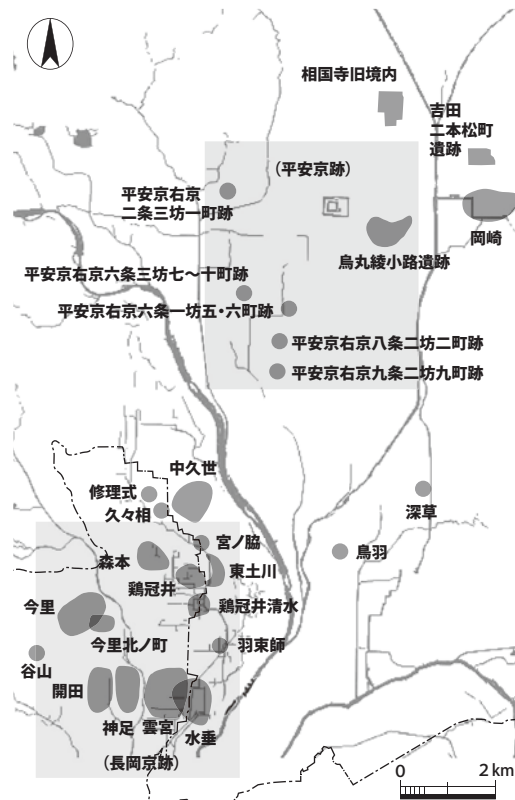 相国寺旧境内
吉田
二本松町
遺跡
（平安京跡）
平安京右京
二条三坊一町跡
岡崎
烏丸綾小路遺跡
平安京右京六条三坊七～十町跡
平安京右京六条一坊五・六町跡
平安京右京八条二坊二町跡
平安京右京九条二坊九町跡
中久世
修理式
久々相
深草
宮ノ脇
鳥羽
森本
東土川
鶏冠井
鶏冠井清水
今里
今里北ノ町
羽束師
谷山
開田
神足
雲宮
水垂
（長岡京跡）
0
2km